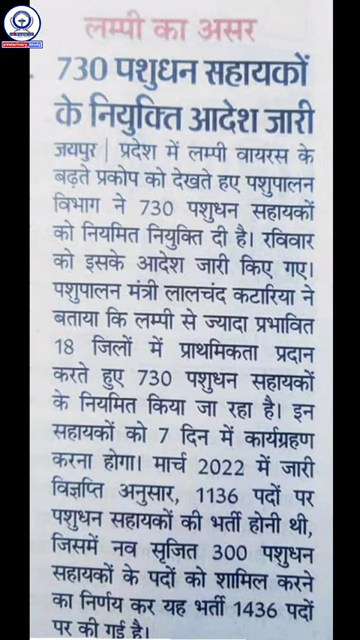 लम्पी का असर
730 पशुधन सहायकों
के नियुक्ति आदेश जारी
जयपुर | प्रदेश में लम्पी वायरस के
बढ़ते प्रकोप को देखते हुए पशुपालन
विभाग ने 730 पशुधन सहायकों
को नियमित नियुक्ति दी है। रविवार
को इसके आदेश जारी किए गए।
पशुपालन मंत्री लालचंद कटारिया ने
बताया कि लम्पी से ज्यादा प्रभावित
18 जिलों में प्राथमिकता प्रदान
करते हुए 730 पशुधन सहायकों
के नियमित किया जा रहा है। इन
सहायकों को 7 दिन में कार्यग्रहण
करना होगा। मार्च 2022 में जारी
विज्ञप्ति अनुसार, 1136 पदों पर
पशुधन सहायकों की भर्ती होनी थी,
जिसमें नव सृजित 300 पशुधन
सहायकों के पदों को शामिल करने
का निर्णय कर यह भर्ती 1436 पदों
पर की गई है।